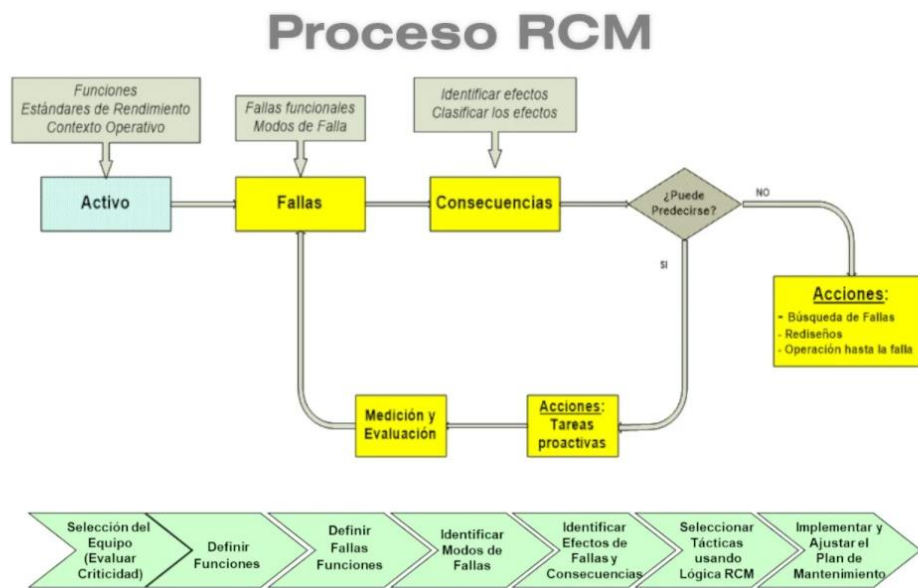 Proceso RCM
Funciones
Estándares de Rendimiento
Contexto Operativo
Fallas funcionales
Modos de Falla
Identificar efectos
Clasificar los efectos
Activo
Fallas
Consecuencias
¿Puede
Predecirse?
NO
SI
Acciones:
- Búsqueda de Fallas
- Rediseños
- Operación hasta la falla
Medición y
Evaluación
Acciones:
Tareas
proactivas
Selección del
Equipo
(Evaluar
Criticidad)
Definir
Funciones
Definir
Fallas
Funciones
Identificar
Modos de
Fallas
Identificar
Efectos de
Fallas y
Consecuencias
Seleccionar
Tácticas
usando
Lógica RCM
Implementar y
Ajustar el
Plan de
Mantenimiento